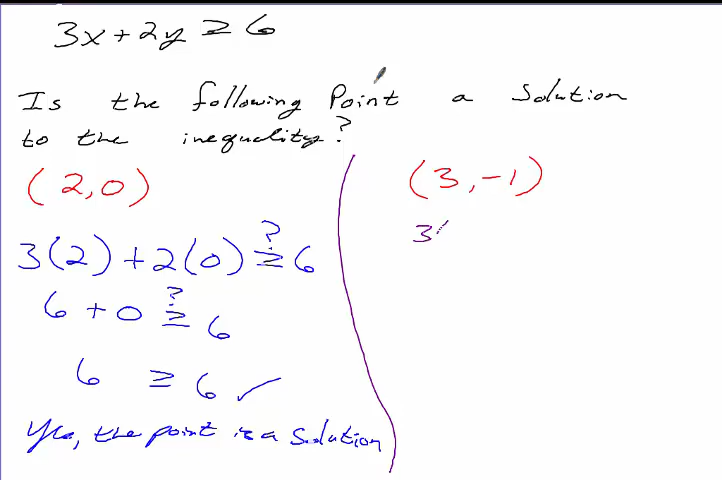 3x+2y ≥ 6
Is the following Point a Solution
to the inequality?
(2,0)
3(2)+2(0) ≥? 6
6+0 ≥? 6
6 ≥ 6 ✓
Yes, the point is a Solution
(3,-1)
3(